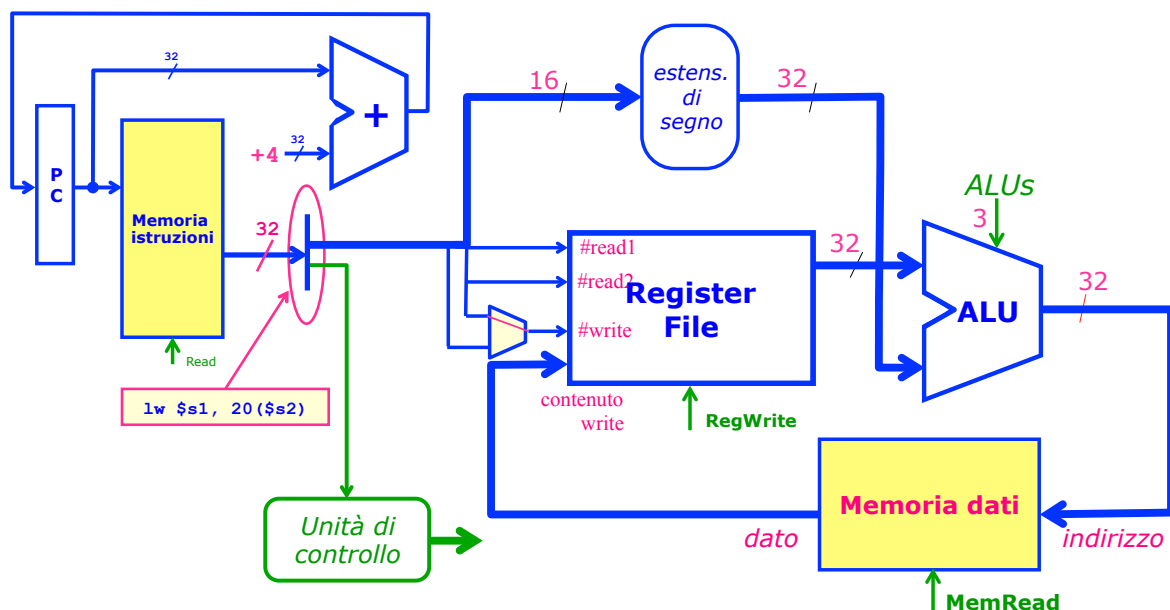 32
+
+4
32
P
C
Memoria
istruzioni
32
Read
lw $s1, 20($s2)
Unità di
controllo
16
estens.
di
segno
32
#read1
#read2
#write
Register
File
contenuto
write
RegWrite
32
ALUs
3
ALU
32
Memoria dati
dato
indirizzo
MemRead